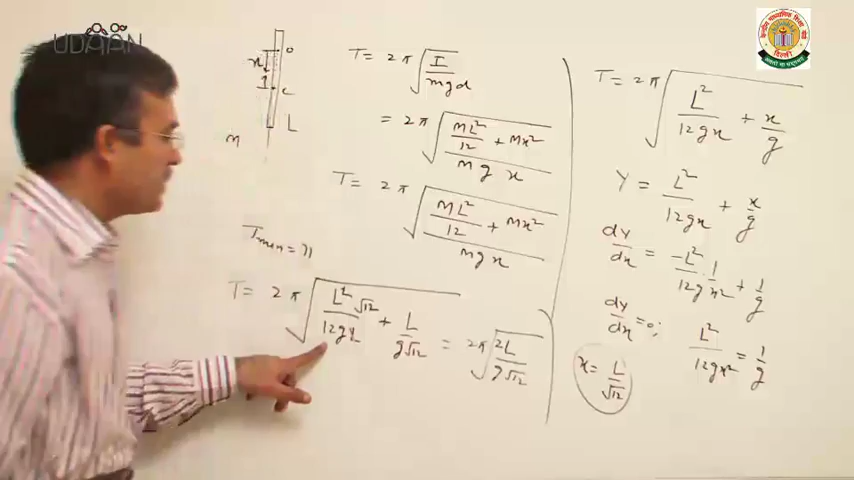 UDAAN
O
x
C
L
M
T = 2π √(I / mgd)
= 2π √((ML²/12 + Mx²) / (M g x))
T = 2π √((ML²/12 + Mx²) / (mgx))
Tmin = ?
T = 2π √(L²√12 / 12gL + L / g√12) = 2π √(2L / g√12)
T = 2π √(L² / 12gx + x/g)
Y = L² / 12gx + x/g
dy/dx = -L²/12g 1/x² + 1/g
dy/dx = 0; L² / 12gx² = 1/g
x = L/√12